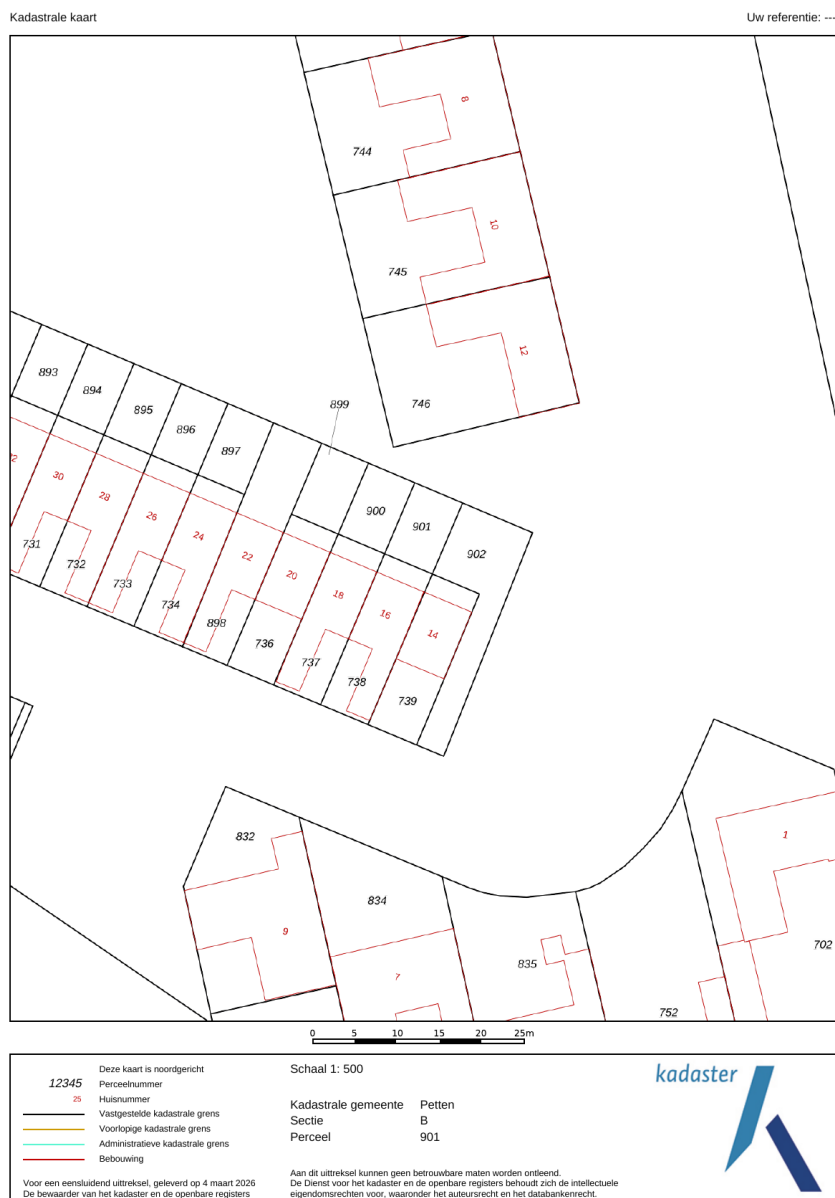 Kadastrale kaart
Uw referentie: ---
8
744
10
745
12
746
899
893
894
895
896
897
900
901
902
30
28
26
24
22
20
18
16
14
731
732
733
734
898
736
737
738
739
832
834
9
7
835
752
1
702
0 5 10 15 20 25m
Deze kaart is noordgericht
12345 Perceelnummer
25 Huisnummer
Vastgestelde kadastrale grens
Voorlopige kadastrale grens
Administratieve kadastrale grens
Bebouwing
Voor een eensluidend uittreksel, geleverd op 4 maart 2026
De bewaarder van het kadaster en de openbare registers
Schaal 1: 500
Kadastrale gemeente Petten
Sectie B
Perceel 901
Aan dit uittreksel kunnen geen betrouwbare maten worden ontleend.
De Dienst voor het kadaster en de openbare registers behoudt zich de intellectuele
eigendomsrechten voor, waaronder het auteursrecht en het databankenrecht.
kadaster